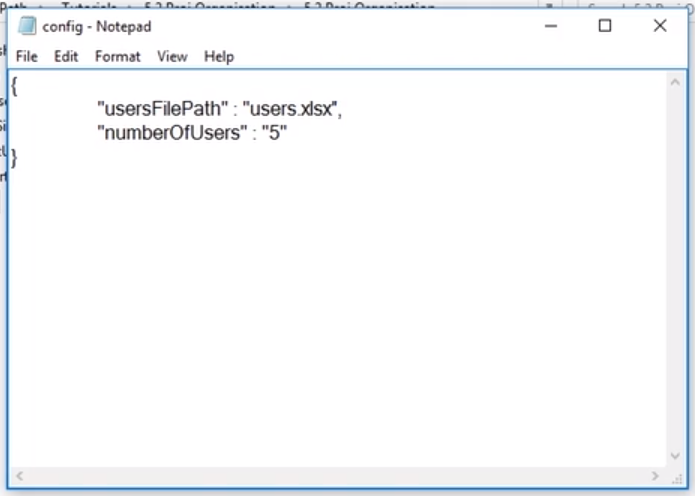 config - Notepad
File Edit Format View Help
{
"usersFilePath" : "users.xlsx",
"numberOfUsers" : "5"
}